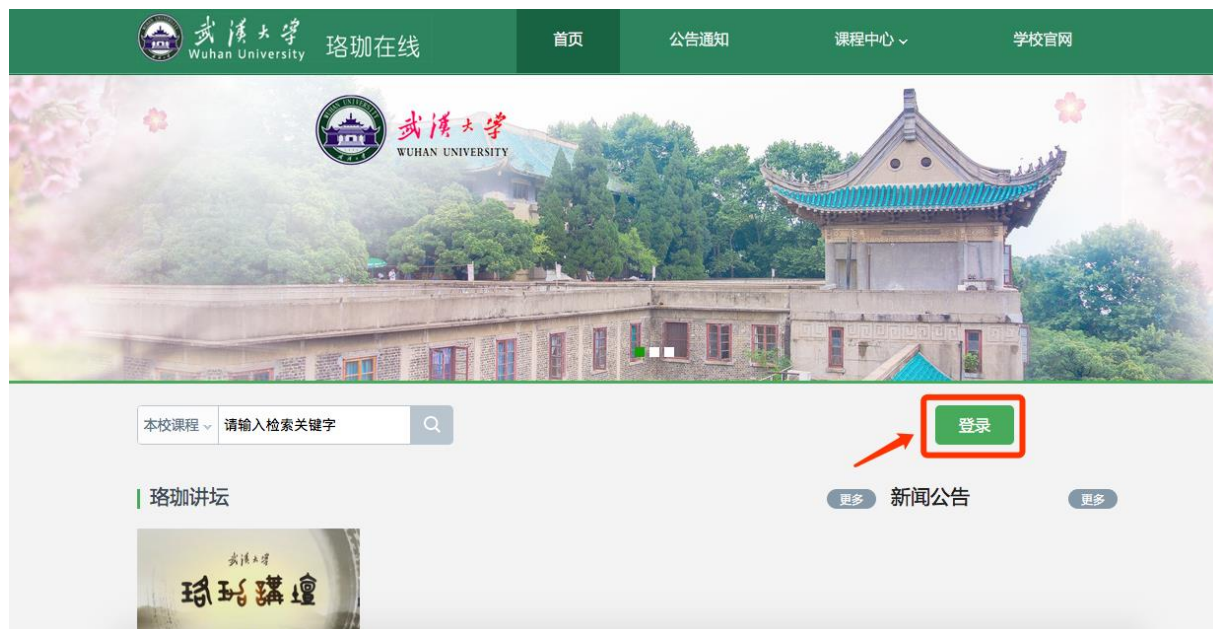 武漢大学
Wuhan University
珞珈在线
首页
公告通知
课程中心
学校官网
武漢大学
WUHAN UNIVERSITY
本校课程
请输入检索关键字
登录
珞珈讲坛
更多
新闻公告
更多
武漢大学
珞珈講壇